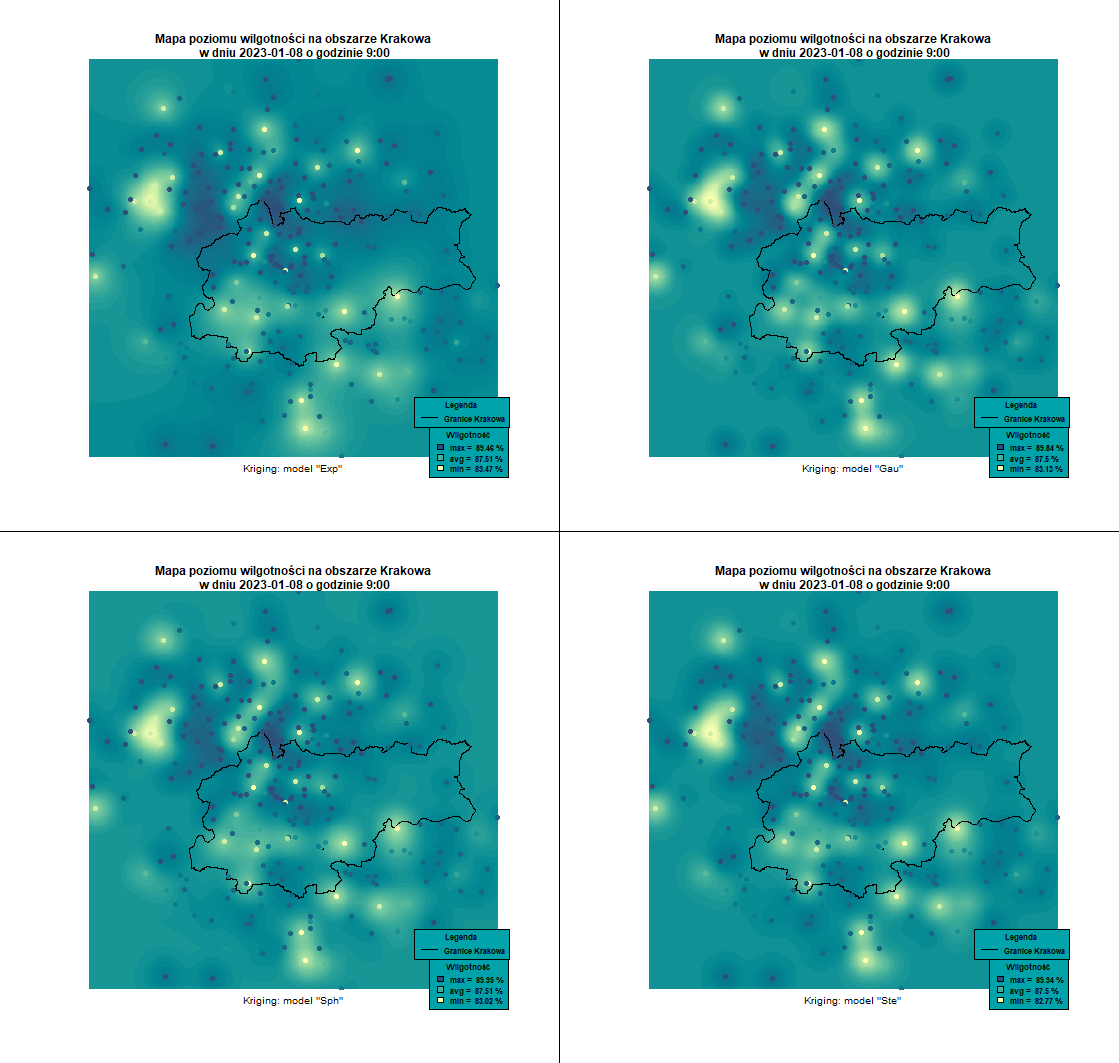 Mapa poziomu wilgotności na obszarze Krakowa
w dniu 2023-01-08 o godzinie 9:00
Legenda
Granice Krakowa
Wilgotność
max = 89.46 %
avg = 87.51 %
min = 83.47 %
Kriging: model "Exp"
Mapa poziomu wilgotności na obszarze Krakowa
w dniu 2023-01-08 o godzinie 9:00
Legenda
Granice Krakowa
Wilgotność
max = 89.84 %
avg = 87.5 %
min = 83.13 %
Kriging: model "Gau"
Mapa poziomu wilgotności na obszarze Krakowa
w dniu 2023-01-08 o godzinie 9:00
Legenda
Granice Krakowa
Wilgotność
max = 89.95 %
avg = 87.51 %
min = 83.02 %
Kriging: model "Sph"
Mapa poziomu wilgotności na obszarze Krakowa
w dniu 2023-01-08 o godzinie 9:00
Legenda
Granice Krakowa
Wilgotność
max = 89.94 %
avg = 87.5 %
min = 82.77 %
Kriging: model "Ste"